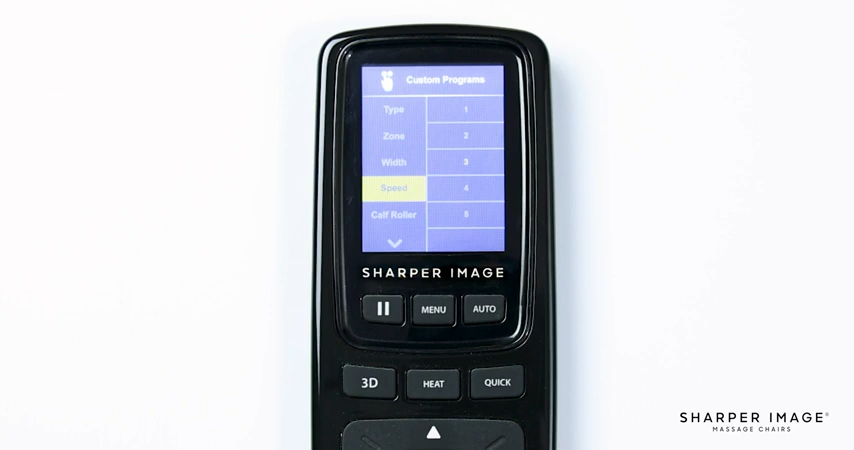 Custom Programs
Type 1
Zone 2
Width 3
Speed 4
Calf Roller 5
SHARPER IMAGE
MENU AUTO
3D HEAT QUICK
SHARPER IMAGE®
MASSAGE CHAIRS